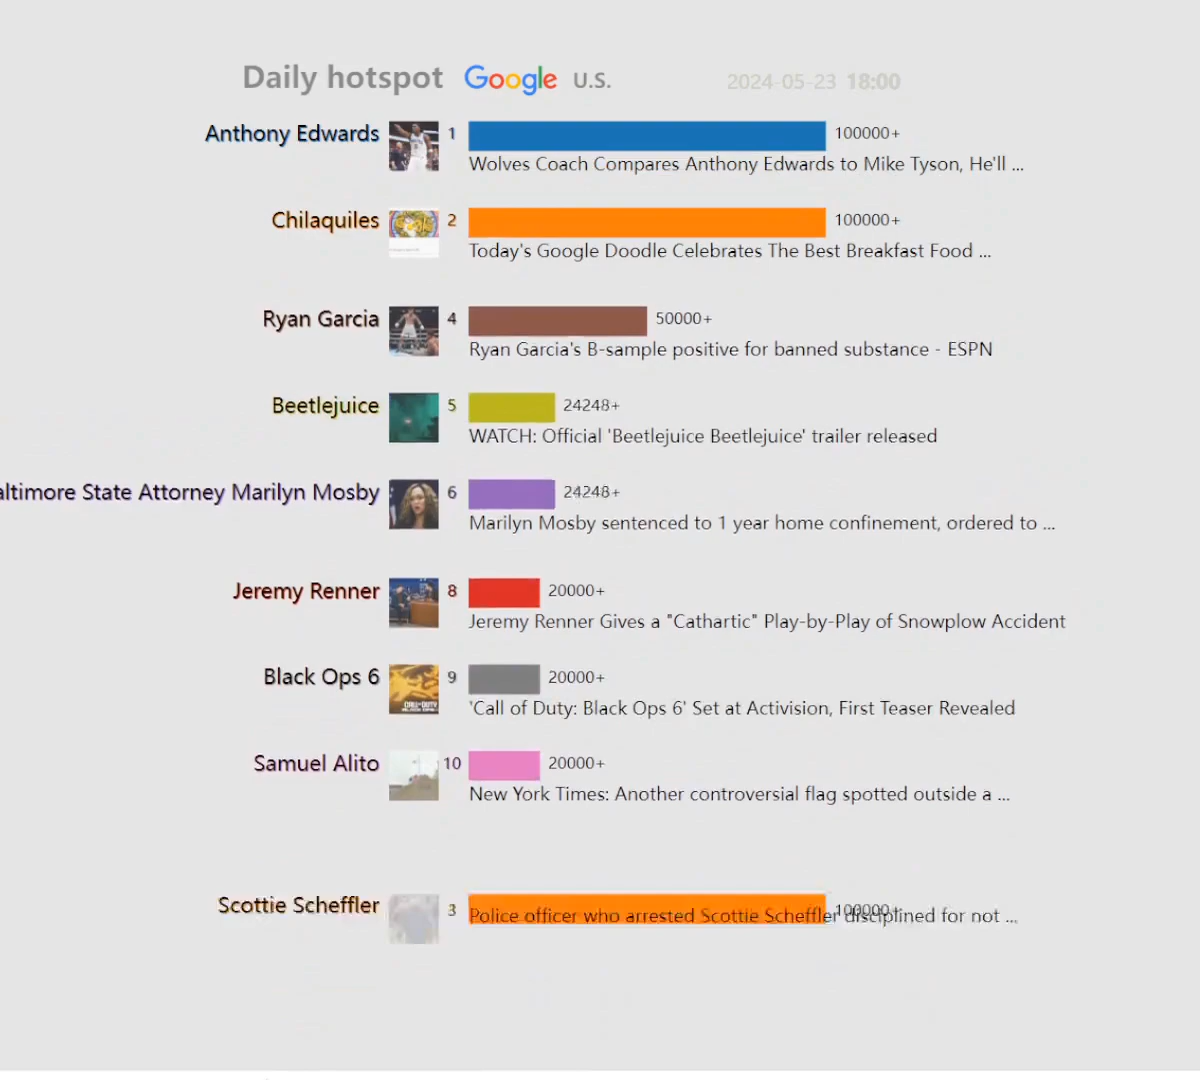 Daily hotspot Google U.S. 2024-05-23 18:00
Anthony Edwards 1 100000+
Wolves Coach Compares Anthony Edwards to Mike Tyson, He'll ...
Chilaquiles 2 100000+
Today's Google Doodle Celebrates The Best Breakfast Food ...
Ryan Garcia 4 50000+
Ryan Garcia's B-sample positive for banned substance - ESPN
Beetlejuice 5 24248+
WATCH: Official 'Beetlejuice Beetlejuice' trailer released
altimore State Attorney Marilyn Mosby 6 24248+
Marilyn Mosby sentenced to 1 year home confinement, ordered to ...
Jeremy Renner 8 20000+
Jeremy Renner Gives a "Cathartic" Play-by-Play of Snowplow Accident
Black Ops 6 9 20000+
CALL OF DUTY
'Call of Duty: Black Ops 6' Set at Activision, First Teaser Revealed
Samuel Alito 10 20000+
New York Times: Another controversial flag spotted outside a ...
Scottie Scheffler 3 100000+
Police officer who arrested Scottie Scheffler disciplined for not ...